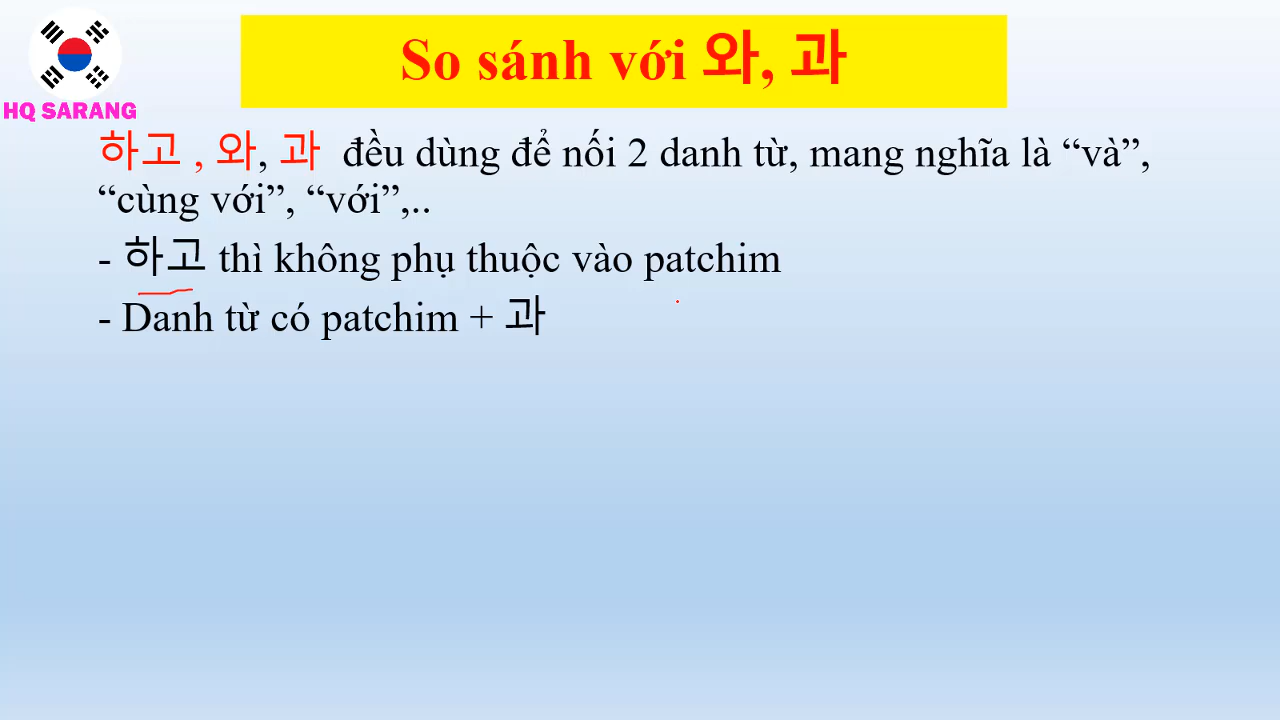 HQ SARANG
So sánh với 와, 과
하고 , 와, 과 đều dùng để nối 2 danh từ, mang nghĩa là “và”,
“cùng với”, “với”,..
- 하고 thì không phụ thuộc vào patchim
- Danh từ có patchim + 과